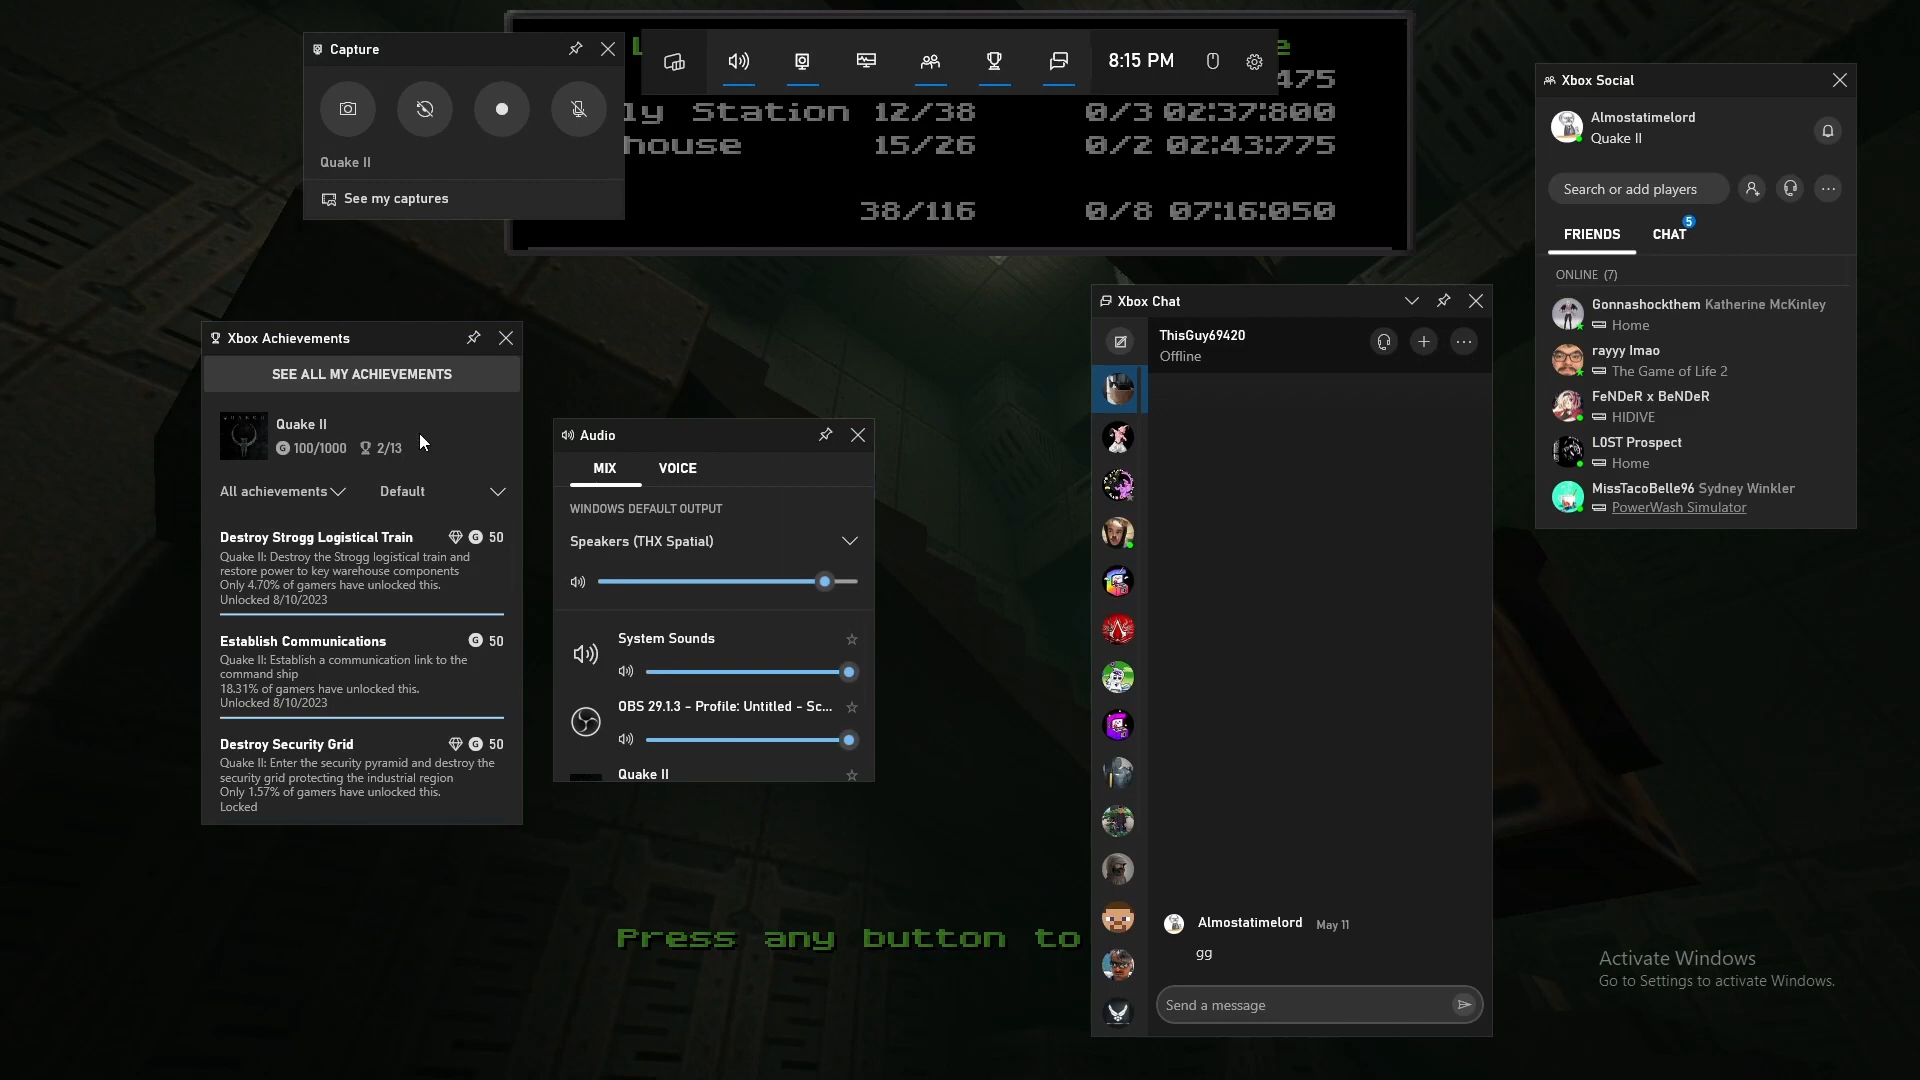 Capture
Quake II
See my captures
8:15 PM
475
ly Station 12/38 0/3 02:37:800
house 15/26 0/2 02:43:775
38/116 0/8 07:16:050
Xbox Social
Almostatimelord
Quake II
Search or add players
FRIENDS CHAT 5
ONLINE (7)
Gonnashockthem Katherine McKinley
Home
rayyy lmao
The Game of Life 2
FeNDeR x BeNDeR
HIDIVE
L0ST Prospect
Home
MissTacoBelle96 Sydney Winkler
PowerWash Simulator
Xbox Achievements
SEE ALL MY ACHIEVEMENTS
Quake II
G 100/1000 2/13
All achievements Default
Destroy Strogg Logistical Train G 50
Quake II: Destroy the Strogg logistical train and
restore power to key warehouse components
Only 4.70% of gamers have unlocked this.
Unlocked 8/10/2023
Establish Communications G 50
Quake II: Establish a communication link to the
command ship
18.31% of gamers have unlocked this.
Unlocked 8/10/2023
Destroy Security Grid G 50
Quake II: Enter the security pyramid and destroy the
security grid protecting the industrial region
Only 1.57% of gamers have unlocked this.
Locked
Audio
MIX VOICE
WINDOWS DEFAULT OUTPUT
Speakers (THX Spatial)
System Sounds
OBS 29.1.3 - Profile: Untitled - Sc...
Quake II
Xbox Chat
ThisGuy69420
Offline
Almostatimelord May 11
gg
Send a message
Press any button to
Activate Windows
Go to Settings to activate Windows.